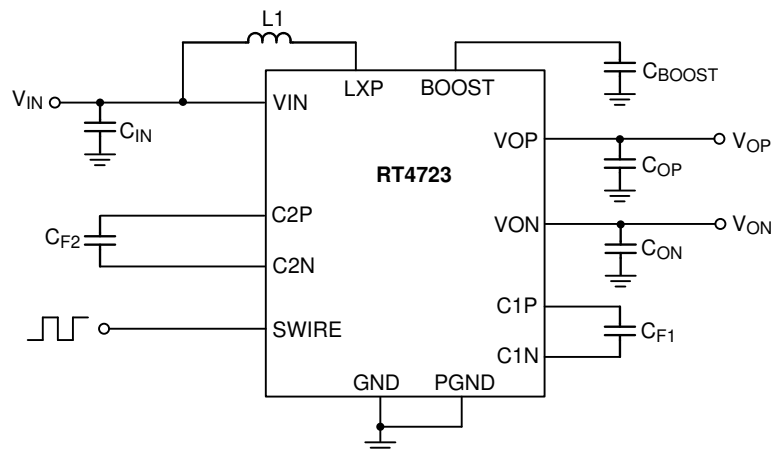 L1
LXP
BOOST
CBOOST
VIN
VIN
CIN
VOP
VOP
COP
RT4723
C2P
CF2
C2N
VON
VON
CON
SWIRE
C1P
CF1
C1N
GND
PGND